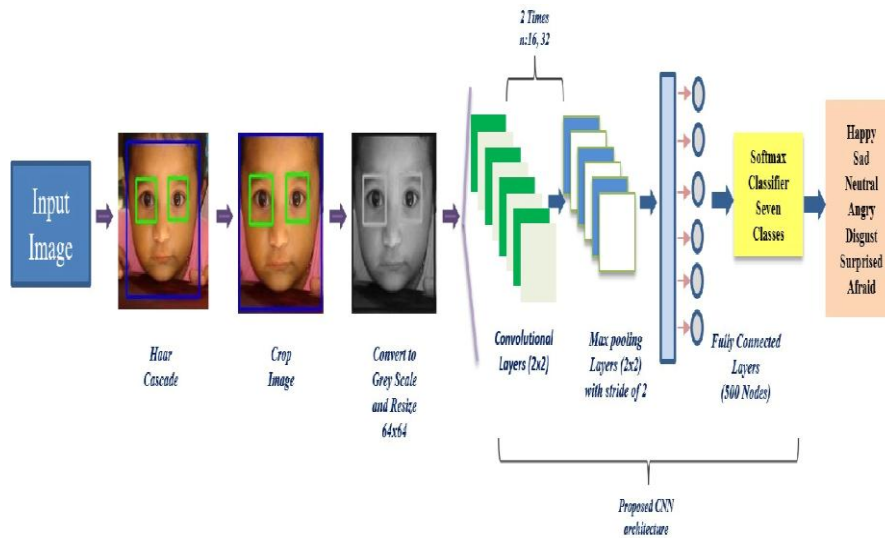 2 Times
n:16, 32
Input
Image
Softmax
Classifier
Seven
Classes
Happy
Sad
Neutral
Angry
Disgust
Surprised
Afraid
Haar
Cascade
Crop
Image
Convert to
Grey Scale
and Resize
64x64
Convolutional
Layers (2x2)
Max pooling
Layers (2x2)
with stride of 2
Fully Connected
Layers
(500 Nodes)
Proposed CNN
architecture